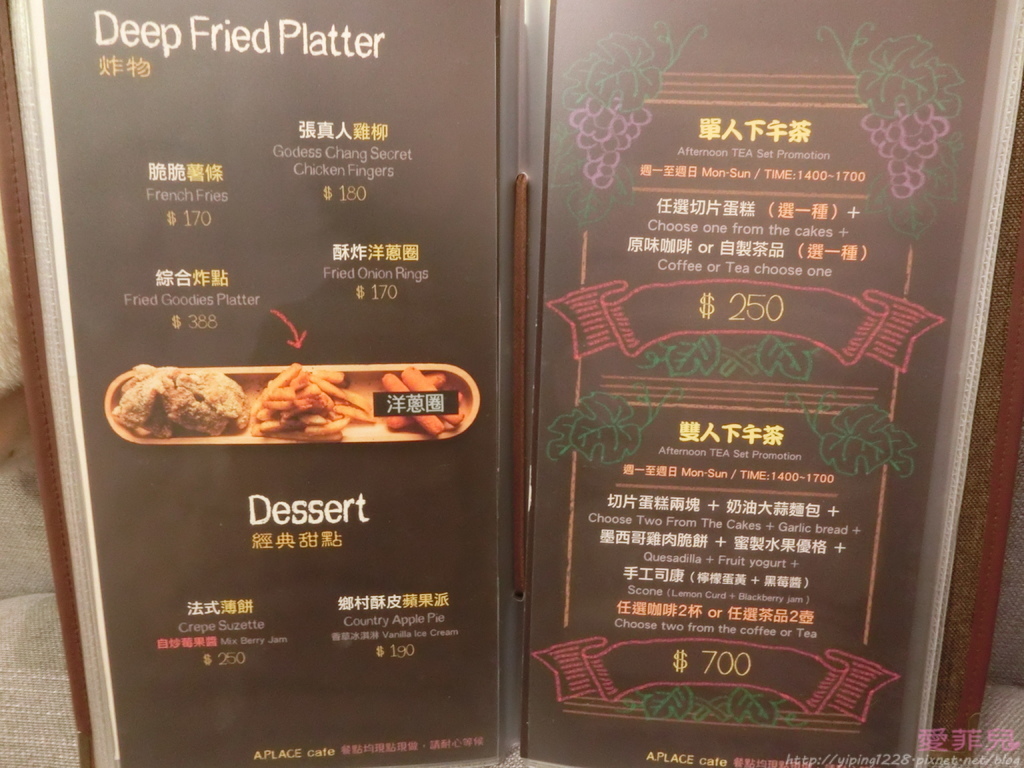 Deep Fried Platter
炸物
張真人雞柳
Godess Chang Secret
Chicken Fingers
$ 180
脆脆薯條
French Fries
$ 170
酥炸洋蔥圈
Fried Onion Rings
$ 170
綜合炸點
Fried Goodies Platter
$ 388
洋蔥圈
Dessert
經典甜點
法式薄餅
Crepe Suzette
自炒莓果醬 Mix Berry Jam
$ 250
鄉村酥皮蘋果派
Country Apple Pie
香草冰淇淋 Vanilla Ice Cream
$ 190
A.PLACE cafe 餐點均現點現做，請耐心等候
單人下午茶
Afternoon TEA Set Promotion
週一至週日 Mon-Sun / TIME:1400~1700
任選切片蛋糕（選一種）+
Choose one from the cakes +
原味咖啡 or 自製茶品（選一種）
Coffee or Tea choose one
$ 250
雙人下午茶
Afternoon TEA Set Promotion
週一至週日 Mon-Sun / TIME:1400~1700
切片蛋糕兩塊 + 奶油大蒜麵包 +
Choose Two From The Cakes + Garlic bread +
墨西哥雞肉脆餅 + 蜜製水果優格 +
Quesadilla + Fruit yogurt +
手工司康（檸檬蛋黃 + 黑莓醬）
Scone ( Lemon Curd + Blackberry jam )
任選咖啡2杯 or 任選茶品2壺
Choose two from the coffee or Tea
$ 700
A.PLACE cafe 餐點均現點現做
愛菲兒
http://yiping1228.pixnet.net/blog